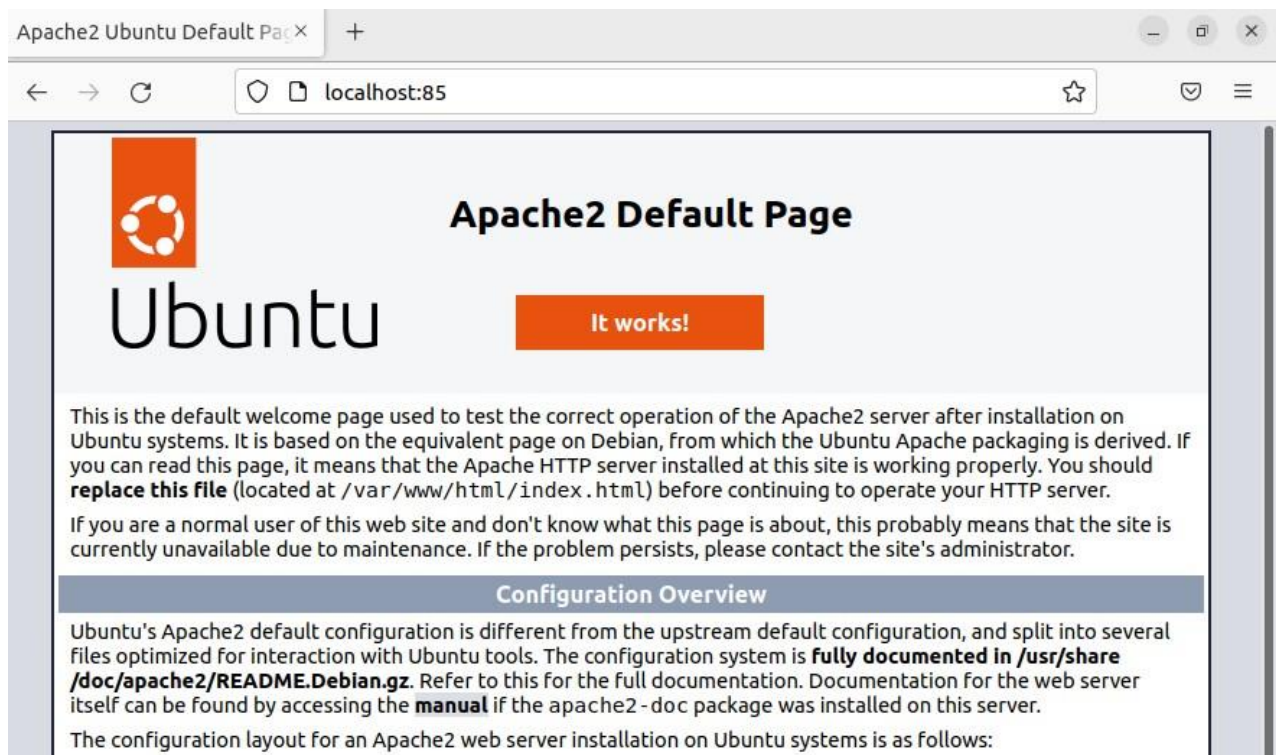 Apache2 Ubuntu Default Pag
localhost:85
Ubuntu
Apache2 Default Page
It works!
This is the default welcome page used to test the correct operation of the Apache2 server after installation on
Ubuntu systems. It is based on the equivalent page on Debian, from which the Ubuntu Apache packaging is derived. If
you can read this page, it means that the Apache HTTP server installed at this site is working properly. You should
replace this file (located at /var/www/html/index.html) before continuing to operate your HTTP server.
If you are a normal user of this web site and don't know what this page is about, this probably means that the site is
currently unavailable due to maintenance. If the problem persists, please contact the site's administrator.
Configuration Overview
Ubuntu's Apache2 default configuration is different from the upstream default configuration, and split into several
files optimized for interaction with Ubuntu tools. The configuration system is fully documented in /usr/share
/doc/apache2/README.Debian.gz. Refer to this for the full documentation. Documentation for the web server
itself can be found by accessing the manual if the apache2-doc package was installed on this server.
The configuration layout for an Apache2 web server installation on Ubuntu systems is as follows: